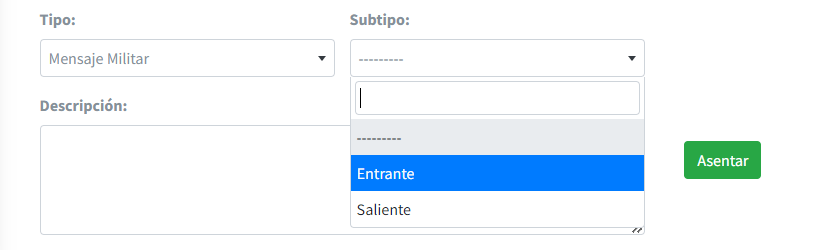 Tipo:
Subtipo:
Mensaje Militar
---------
Descripción:
---------
Entrante
Saliente
Asentar